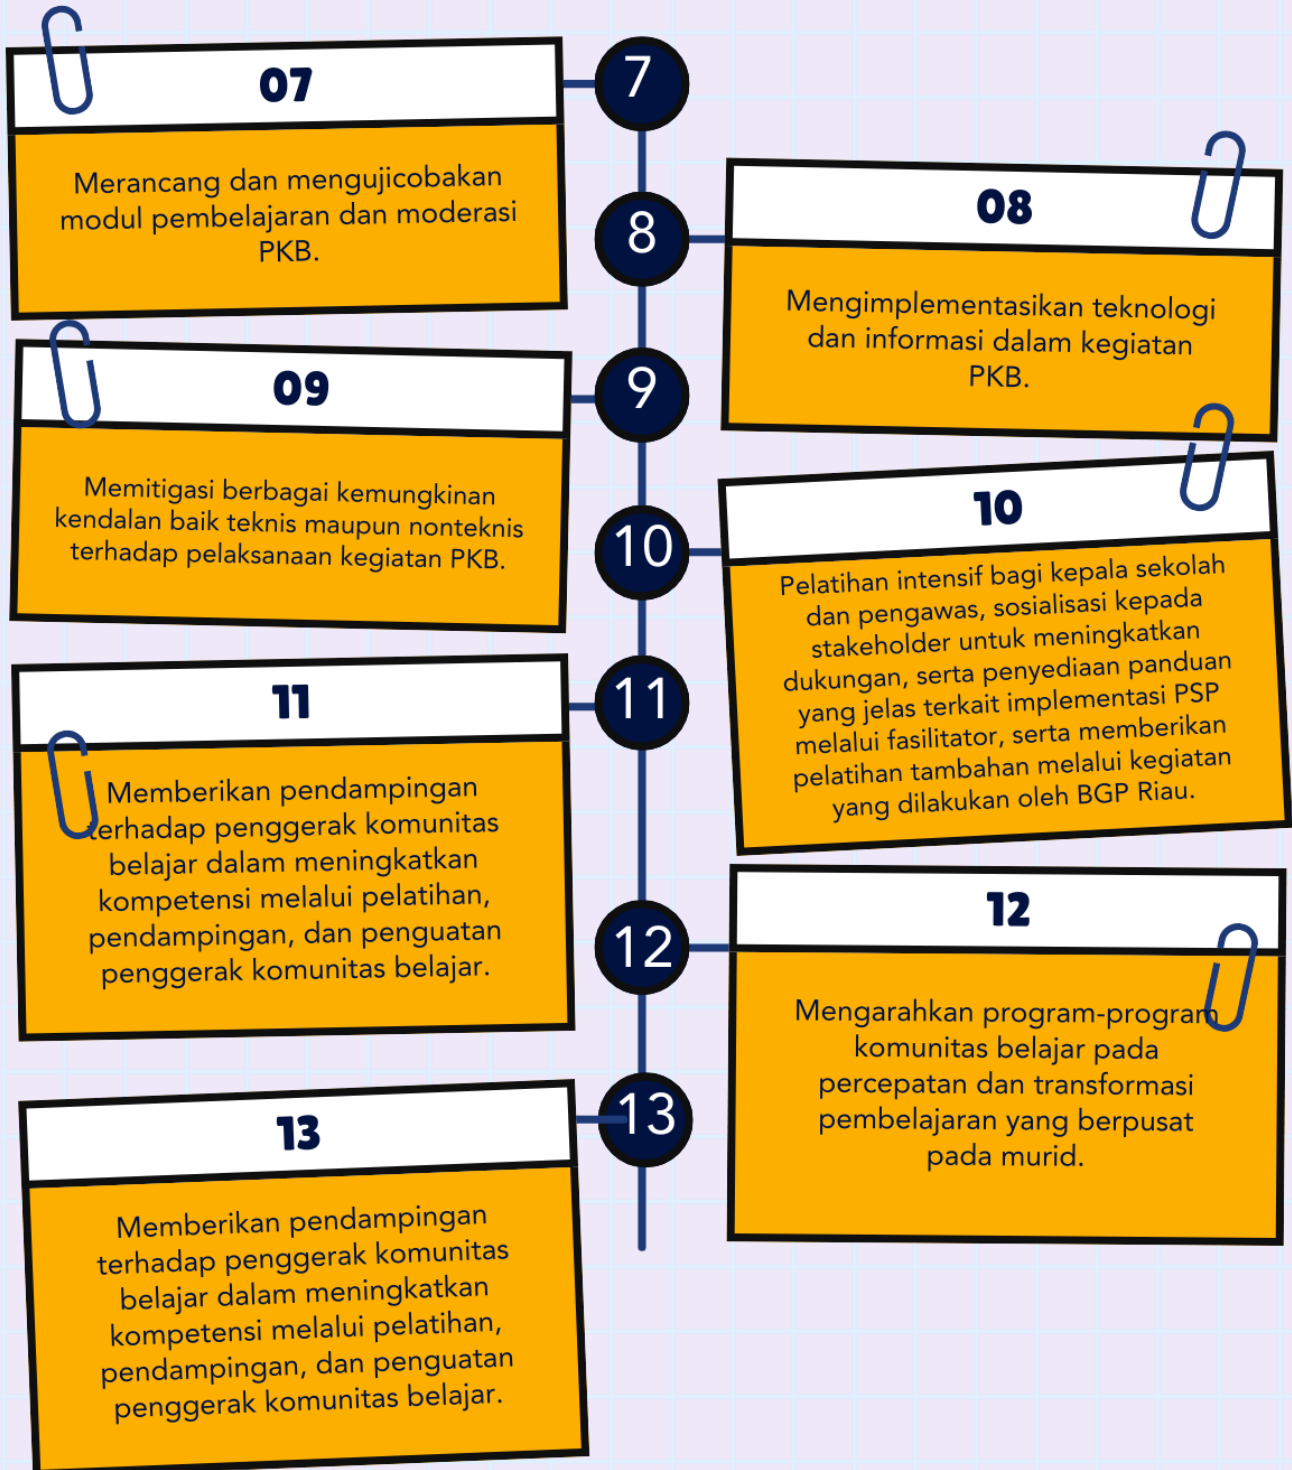 07
7
Merancang dan mengujicobakan
modul pembelajaran dan moderasi
PKB.
08
8
Mengimplementasikan teknologi
dan informasi dalam kegiatan
PKB.
09
9
Memitigasi berbagai kemungkinan
kendalan baik teknis maupun nonteknis
terhadap pelaksanaan kegiatan PKB.
10
10
Pelatihan intensif bagi kepala sekolah
dan pengawas, sosialisasi kepada
stakeholder untuk meningkatkan
dukungan, serta penyediaan panduan
yang jelas terkait implementasi PSP
melalui fasilitator, serta memberikan
pelatihan tambahan melalui kegiatan
yang dilakukan oleh BGP Riau.
11
11
Memberikan pendampingan
terhadap penggerak komunitas
belajar dalam meningkatkan
kompetensi melalui pelatihan,
pendampingan, dan penguatan
penggerak komunitas belajar.
12
12
Mengarahkan program-program
komunitas belajar pada
percepatan dan transformasi
pembelajaran yang berpusat
pada murid.
13
13
Memberikan pendampingan
terhadap penggerak komunitas
belajar dalam meningkatkan
kompetensi melalui pelatihan,
pendampingan, dan penguatan
penggerak komunitas belajar.